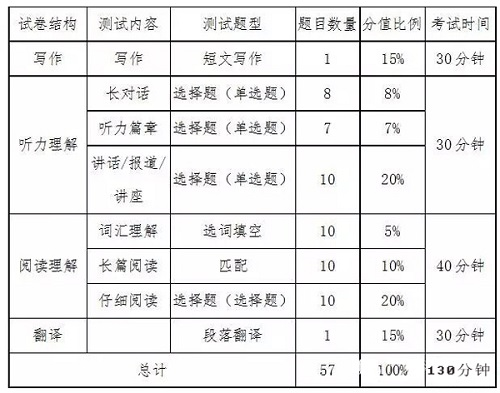 试卷结构 测试内容 测试题型 题目数量 分值比例 考试时间
写作 写作 短文写作 1 15% 30分钟
听力理解 长对话 选择题（单选题） 8 8% 30分钟
听力篇章 选择题（单选题） 7 7%
讲话/报道/
讲座 选择题（单选题） 10 20%
阅读理解 词汇理解 选词填空 10 5% 40分钟
长篇阅读 匹配 10 10%
仔细阅读 选择题（选择题） 10 20%
翻译 段落翻译 1 15% 30分钟
总计 57 100% 130分钟